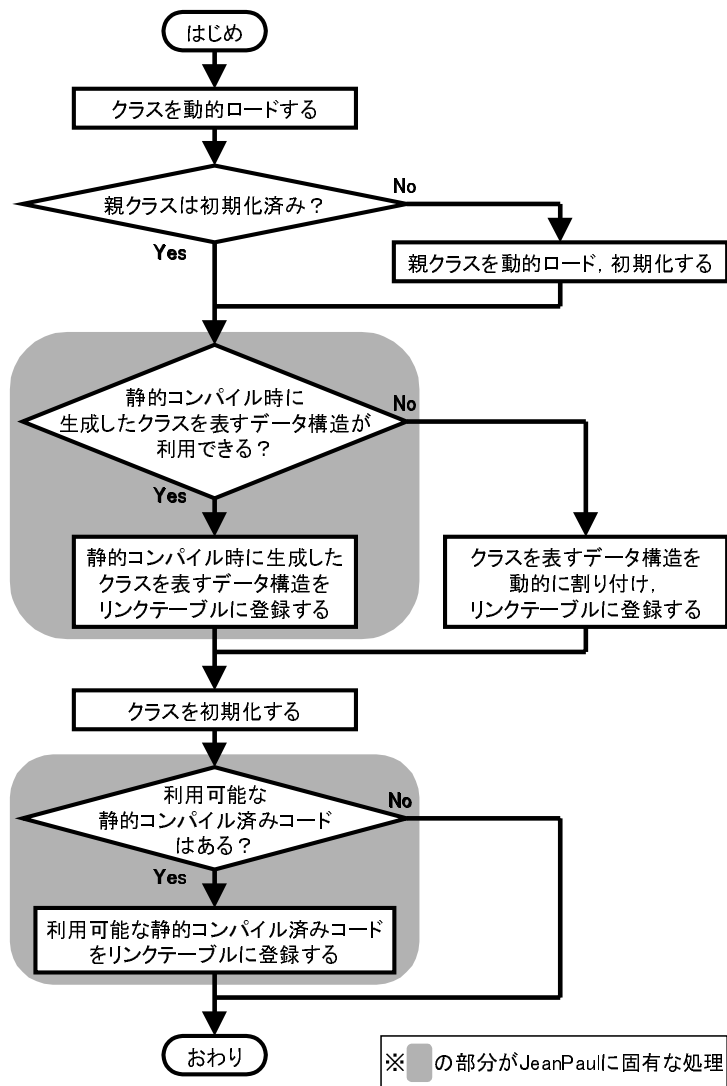 はじめ
クラスを動的ロードする
親クラスは初期化済み？
No
Yes
親クラスを動的ロード，初期化する
静的コンパイル時に
生成したクラスを表すデータ構造が
利用できる？
No
Yes
静的コンパイル時に生成した
クラスを表すデータ構造を
リンクテーブルに登録する
クラスを表すデータ構造を
動的に割り付け，
リンクテーブルに登録する
クラスを初期化する
利用可能な
静的コンパイル済みコード
はある？
No
Yes
利用可能な静的コンパイル済みコード
をリンクテーブルに登録する
おわり
※ の部分がJeanPaulに固有な処理